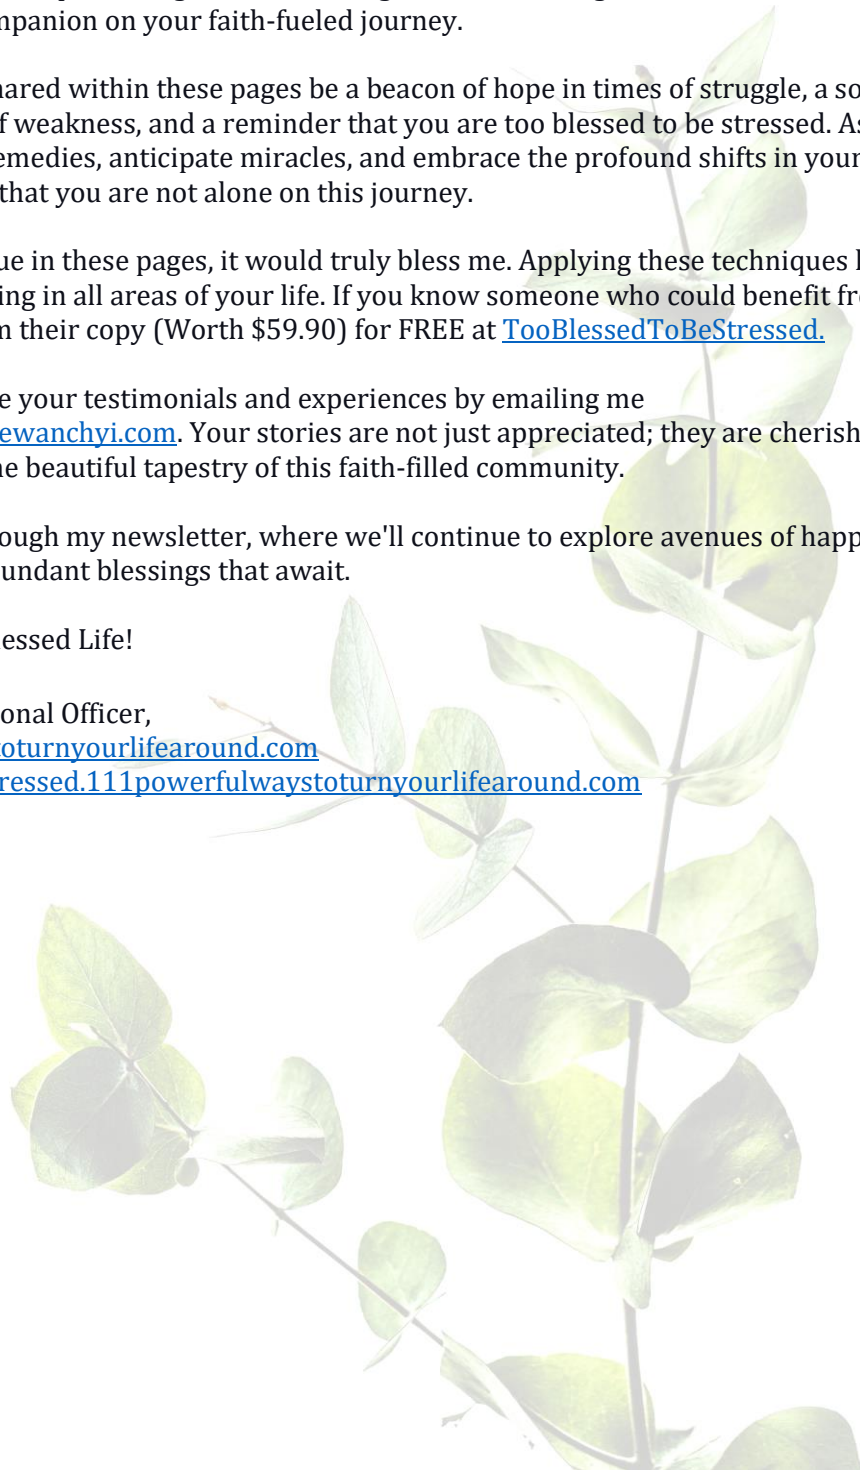 mpanion on your faith-fueled journey.
hared within these pages be a beacon of hope in times of struggle, a so
f weakness, and a reminder that you are too blessed to be stressed. As
emedies, anticipate miracles, and embrace the profound shifts in your
that you are not alone on this journey.
ue in these pages, it would truly bless me. Applying these techniques
ing in all areas of your life. If you know someone who could benefit fr
m their copy (Worth $59.90) for FREE at TooBlessedToBeStressed.
e your testimonials and experiences by emailing me
ewanchyi.com. Your stories are not just appreciated; they are cherish
he beautiful tapestry of this faith-filled community.
ough my newsletter, where we'll continue to explore avenues of happ
undant blessings that await.
lessed Life!
onal Officer,
toturnyourlifearound.com
ressed.111powerfulwaystoturnyourlifearound.com